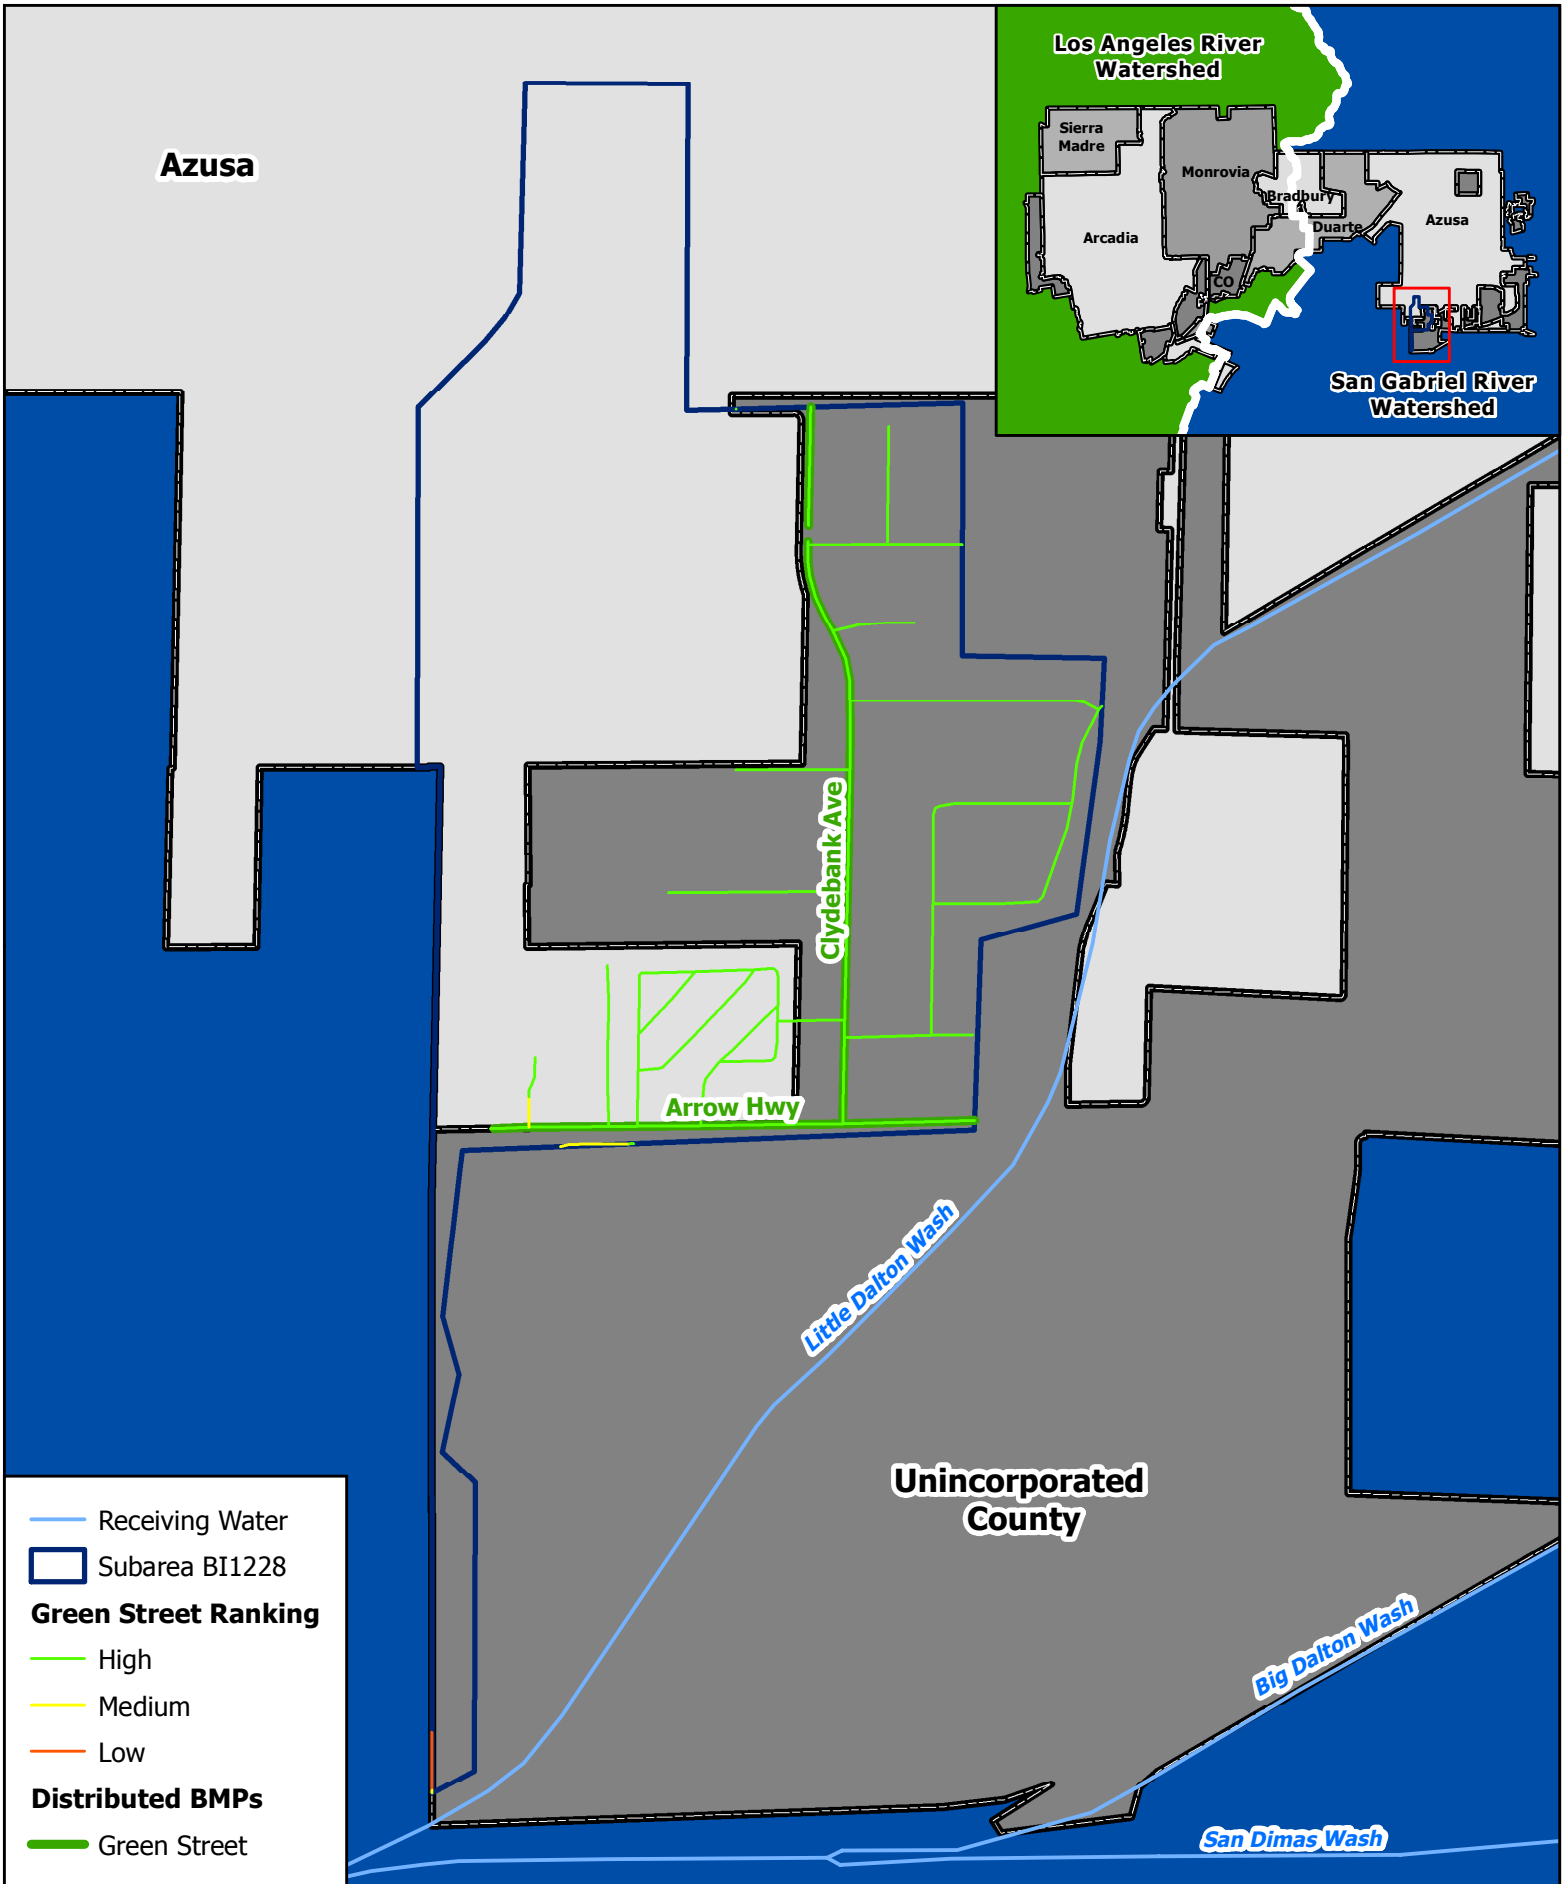 Azusa
Los Angeles River
Watershed
Sierra
Madre
Monrovia
Bradbury
Duarte
Azusa
Arcadia
CO
San Gabriel River
Watershed
Clydebank Ave
Arrow Hwy
Little Dalton Wash
Unincorporated
County
Big Dalton Wash
San Dimas Wash
Receiving Water
Subarea BI1228
Green Street Ranking
High
Medium
Low
Distributed BMPs
Green Street